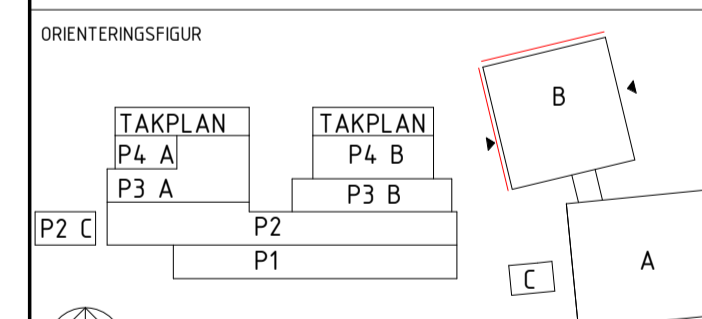 ORIENTERINGSFIGUR
B
TAKPLAN TAKPLAN
P4 A P4 B
P3 A P3 B
P2 C P2
P1
A
C